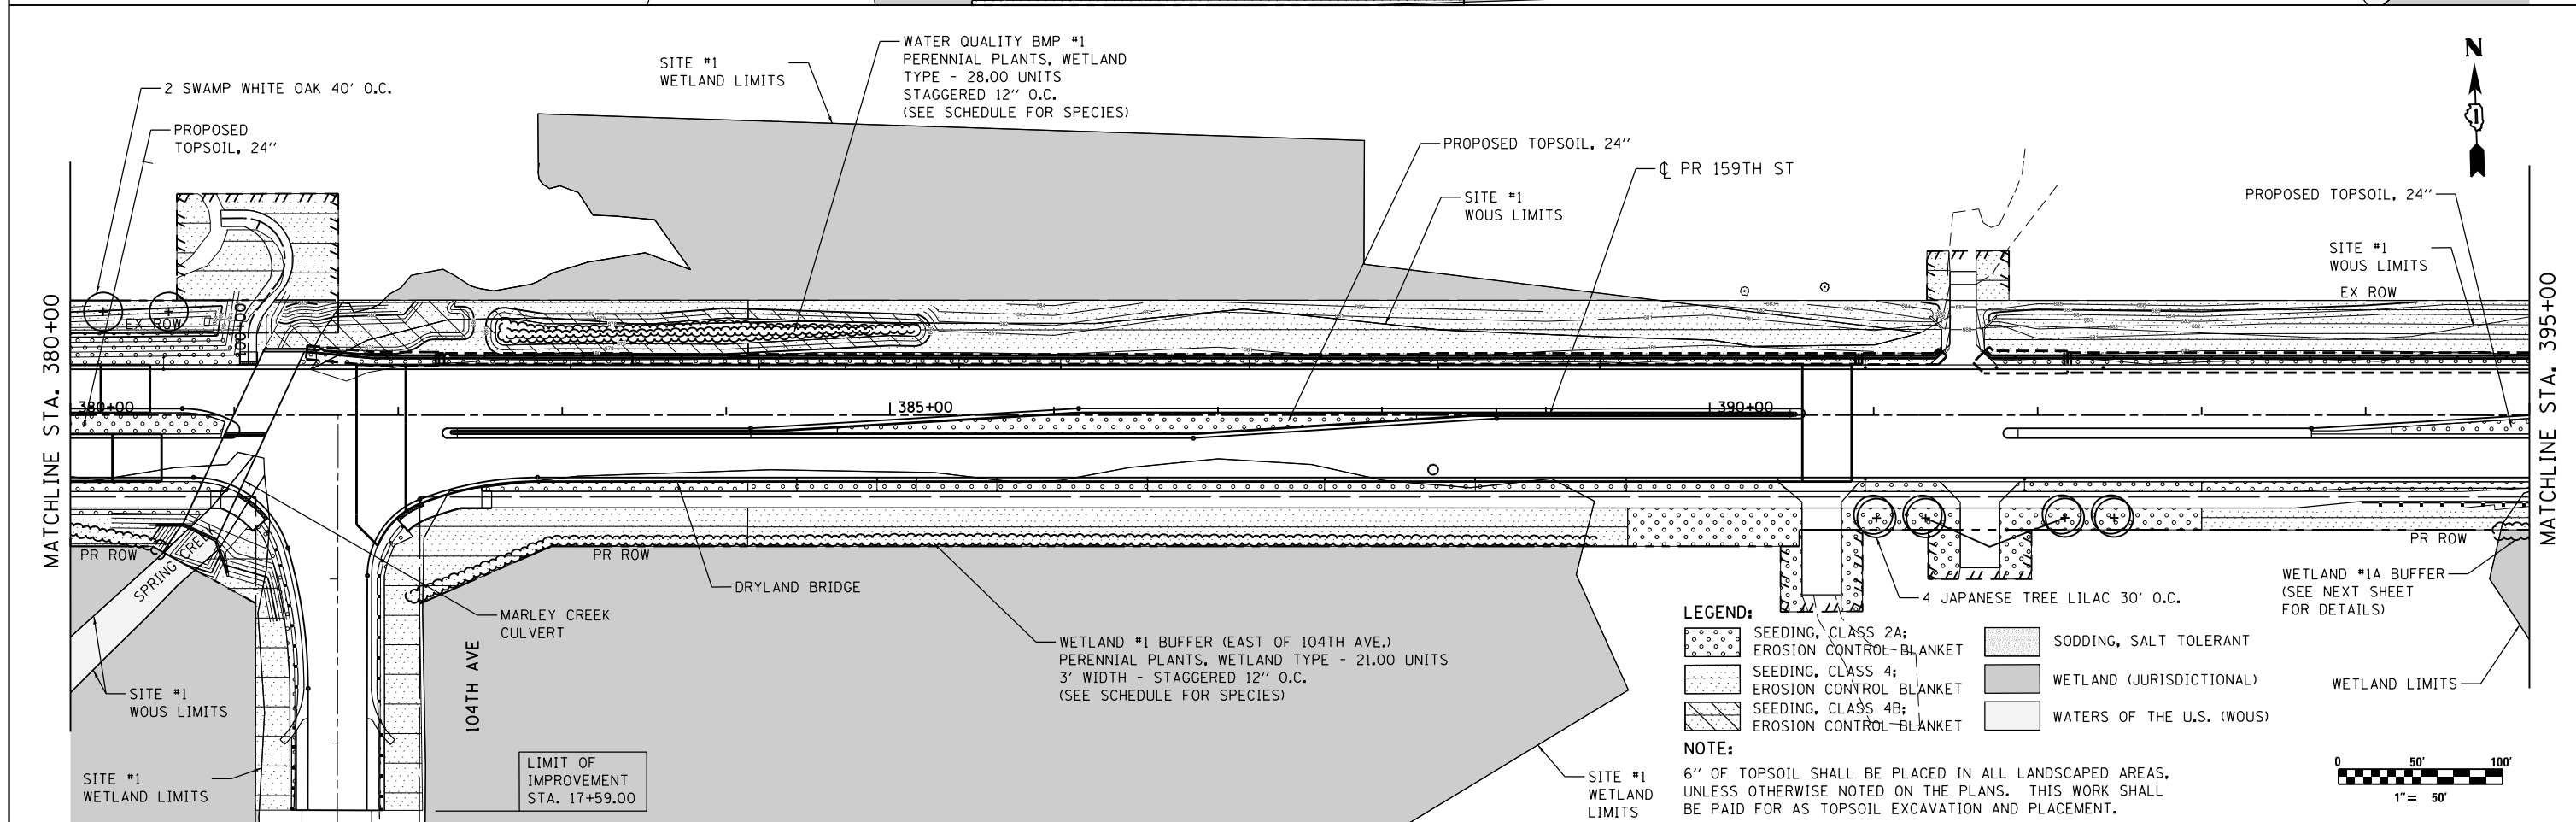 2 SWAMP WHITE OAK 40' O.C.
PROPOSED
TOPSOIL, 24"
SITE #1
WETLAND LIMITS
WATER QUALITY BMP #1
PERENNIAL PLANTS, WETLAND
TYPE - 28.00 UNITS
STAGGERED 12" O.C.
(SEE SCHEDULE FOR SPECIES)
PROPOSED TOPSOIL, 24"
℄ PR 159TH ST
SITE #1
WOUS LIMITS
N
1
PROPOSED TOPSOIL, 24"
SITE #1
WOUS LIMITS
EX ROW
EX ROW
MATCHLINE STA. 380+00
380+00
385+00
390+00
MATCHLINE STA. 395+00
PR ROW
SPRING CREE
PR ROW
DRYLAND BRIDGE
MARLEY CREEK
CULVERT
104TH AVE
WETLAND #1 BUFFER (EAST OF 104TH AVE.)
PERENNIAL PLANTS, WETLAND TYPE - 21.00 UNITS
3' WIDTH - STAGGERED 12" O.C.
(SEE SCHEDULE FOR SPECIES)
4 JAPANESE TREE LILAC 30' O.C.
PR ROW
WETLAND #1A BUFFER
(SEE NEXT SHEET
FOR DETAILS)
WETLAND LIMITS
SITE #1
WOUS LIMITS
SITE #1
WETLAND LIMITS
LIMIT OF
IMPROVEMENT
STA. 17+59.00
SITE #1
WETLAND
LIMITS
LEGEND:
SEEDING, CLASS 2A;
EROSION CONTROL BLANKET
SEEDING, CLASS 4;
EROSION CONTROL BLANKET
SEEDING, CLASS 4B;
EROSION CONTROL BLANKET
SODDING, SALT TOLERANT
WETLAND (JURISDICTIONAL)
WATERS OF THE U.S. (WOUS)
NOTE:
6" OF TOPSOIL SHALL BE PLACED IN ALL LANDSCAPED AREAS,
UNLESS OTHERWISE NOTED ON THE PLANS. THIS WORK SHALL
BE PAID FOR AS TOPSOIL EXCAVATION AND PLACEMENT.
0 50' 100'
1"= 50'